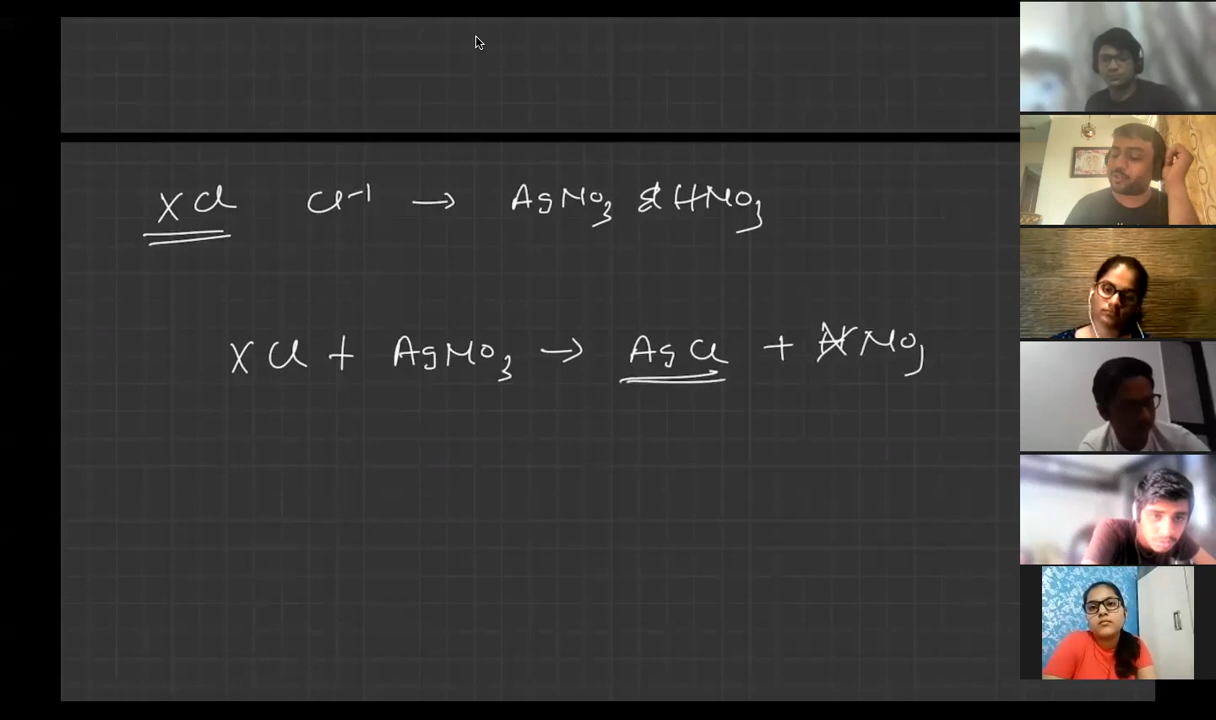 XCl Cl⁻¹ → AgNO₃ & HNO₃
XCl + AgNO₃ → AgCl + XNO₃